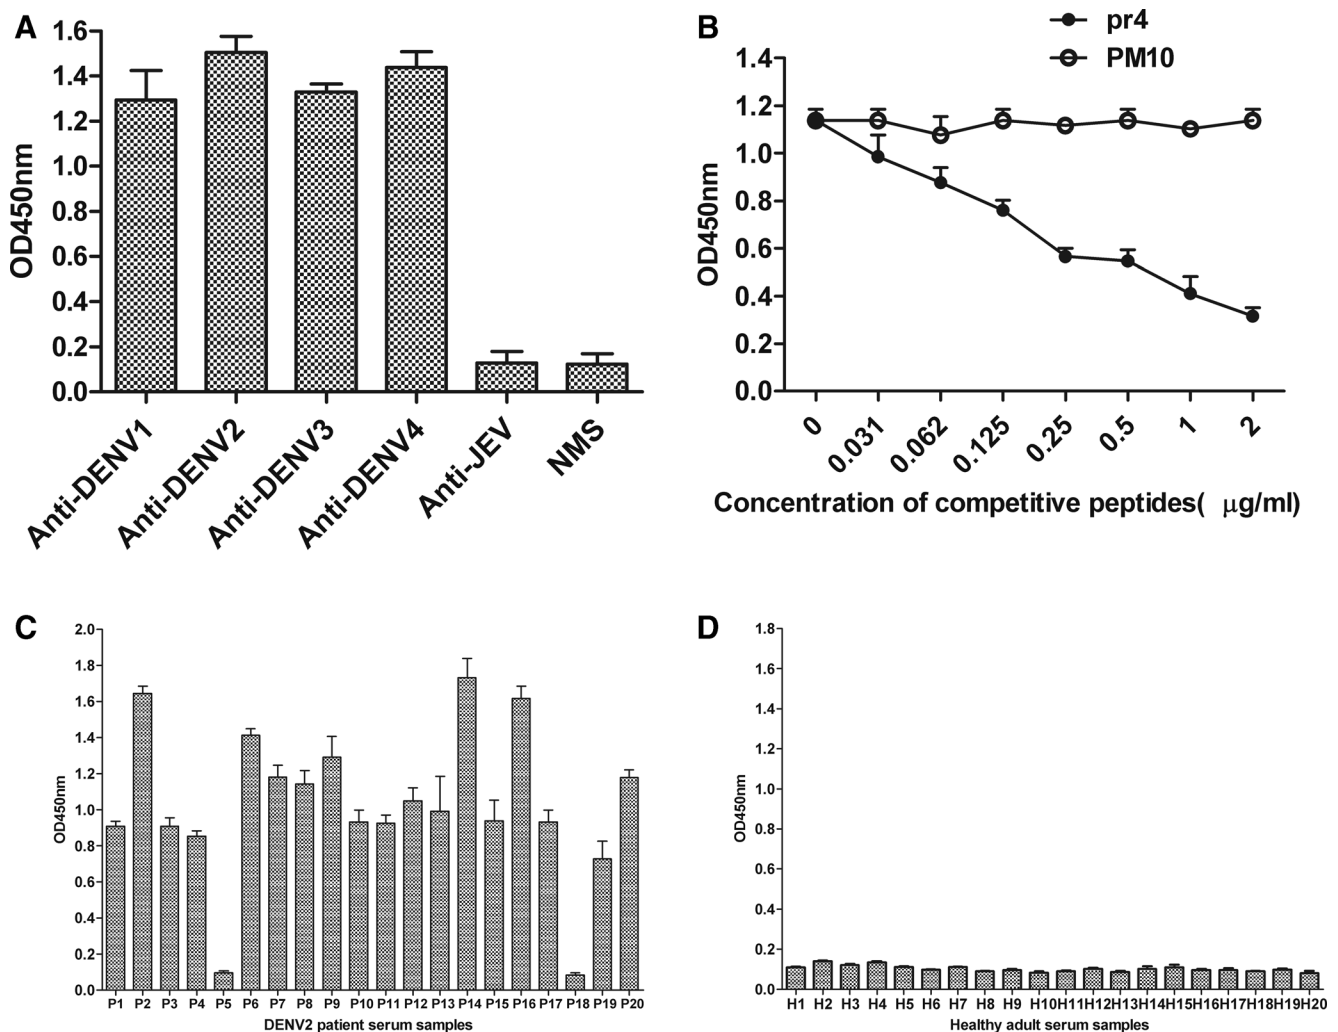 A
1.6
1.4
1.2
1.0
0.8
0.6
0.4
0.2
0.0
OD450nm
Anti-DENV1
Anti-DENV2
Anti-DENV3
Anti-DENV4
Anti-JEV
NMS
B
pr4
PM10
1.4
1.2
1.0
0.8
0.6
0.4
0.2
0.0
OD450nm
0
0.031
0.062
0.125
0.25
0.5
1
2
Concentration of competitive peptides( μg/ml)
C
2.0
1.8
1.6
1.4
1.2
1.0
0.8
0.6
0.4
0.2
0.0
OD450nm
P1 P2 P3 P4 P5 P6 P7 P8 P9 P10 P11 P12 P13 P14 P15 P16 P17 P18 P19 P20
DENV2 patient serum samples
D
1.8
1.6
1.4
1.2
1.0
0.8
0.6
0.4
0.2
0.0
OD450nm
H1 H2 H3 H4 H5 H6 H7 H8 H9 H10 H11 H12 H13 H14 H15 H16 H17 H18 H19 H20
Healthy adult serum samples